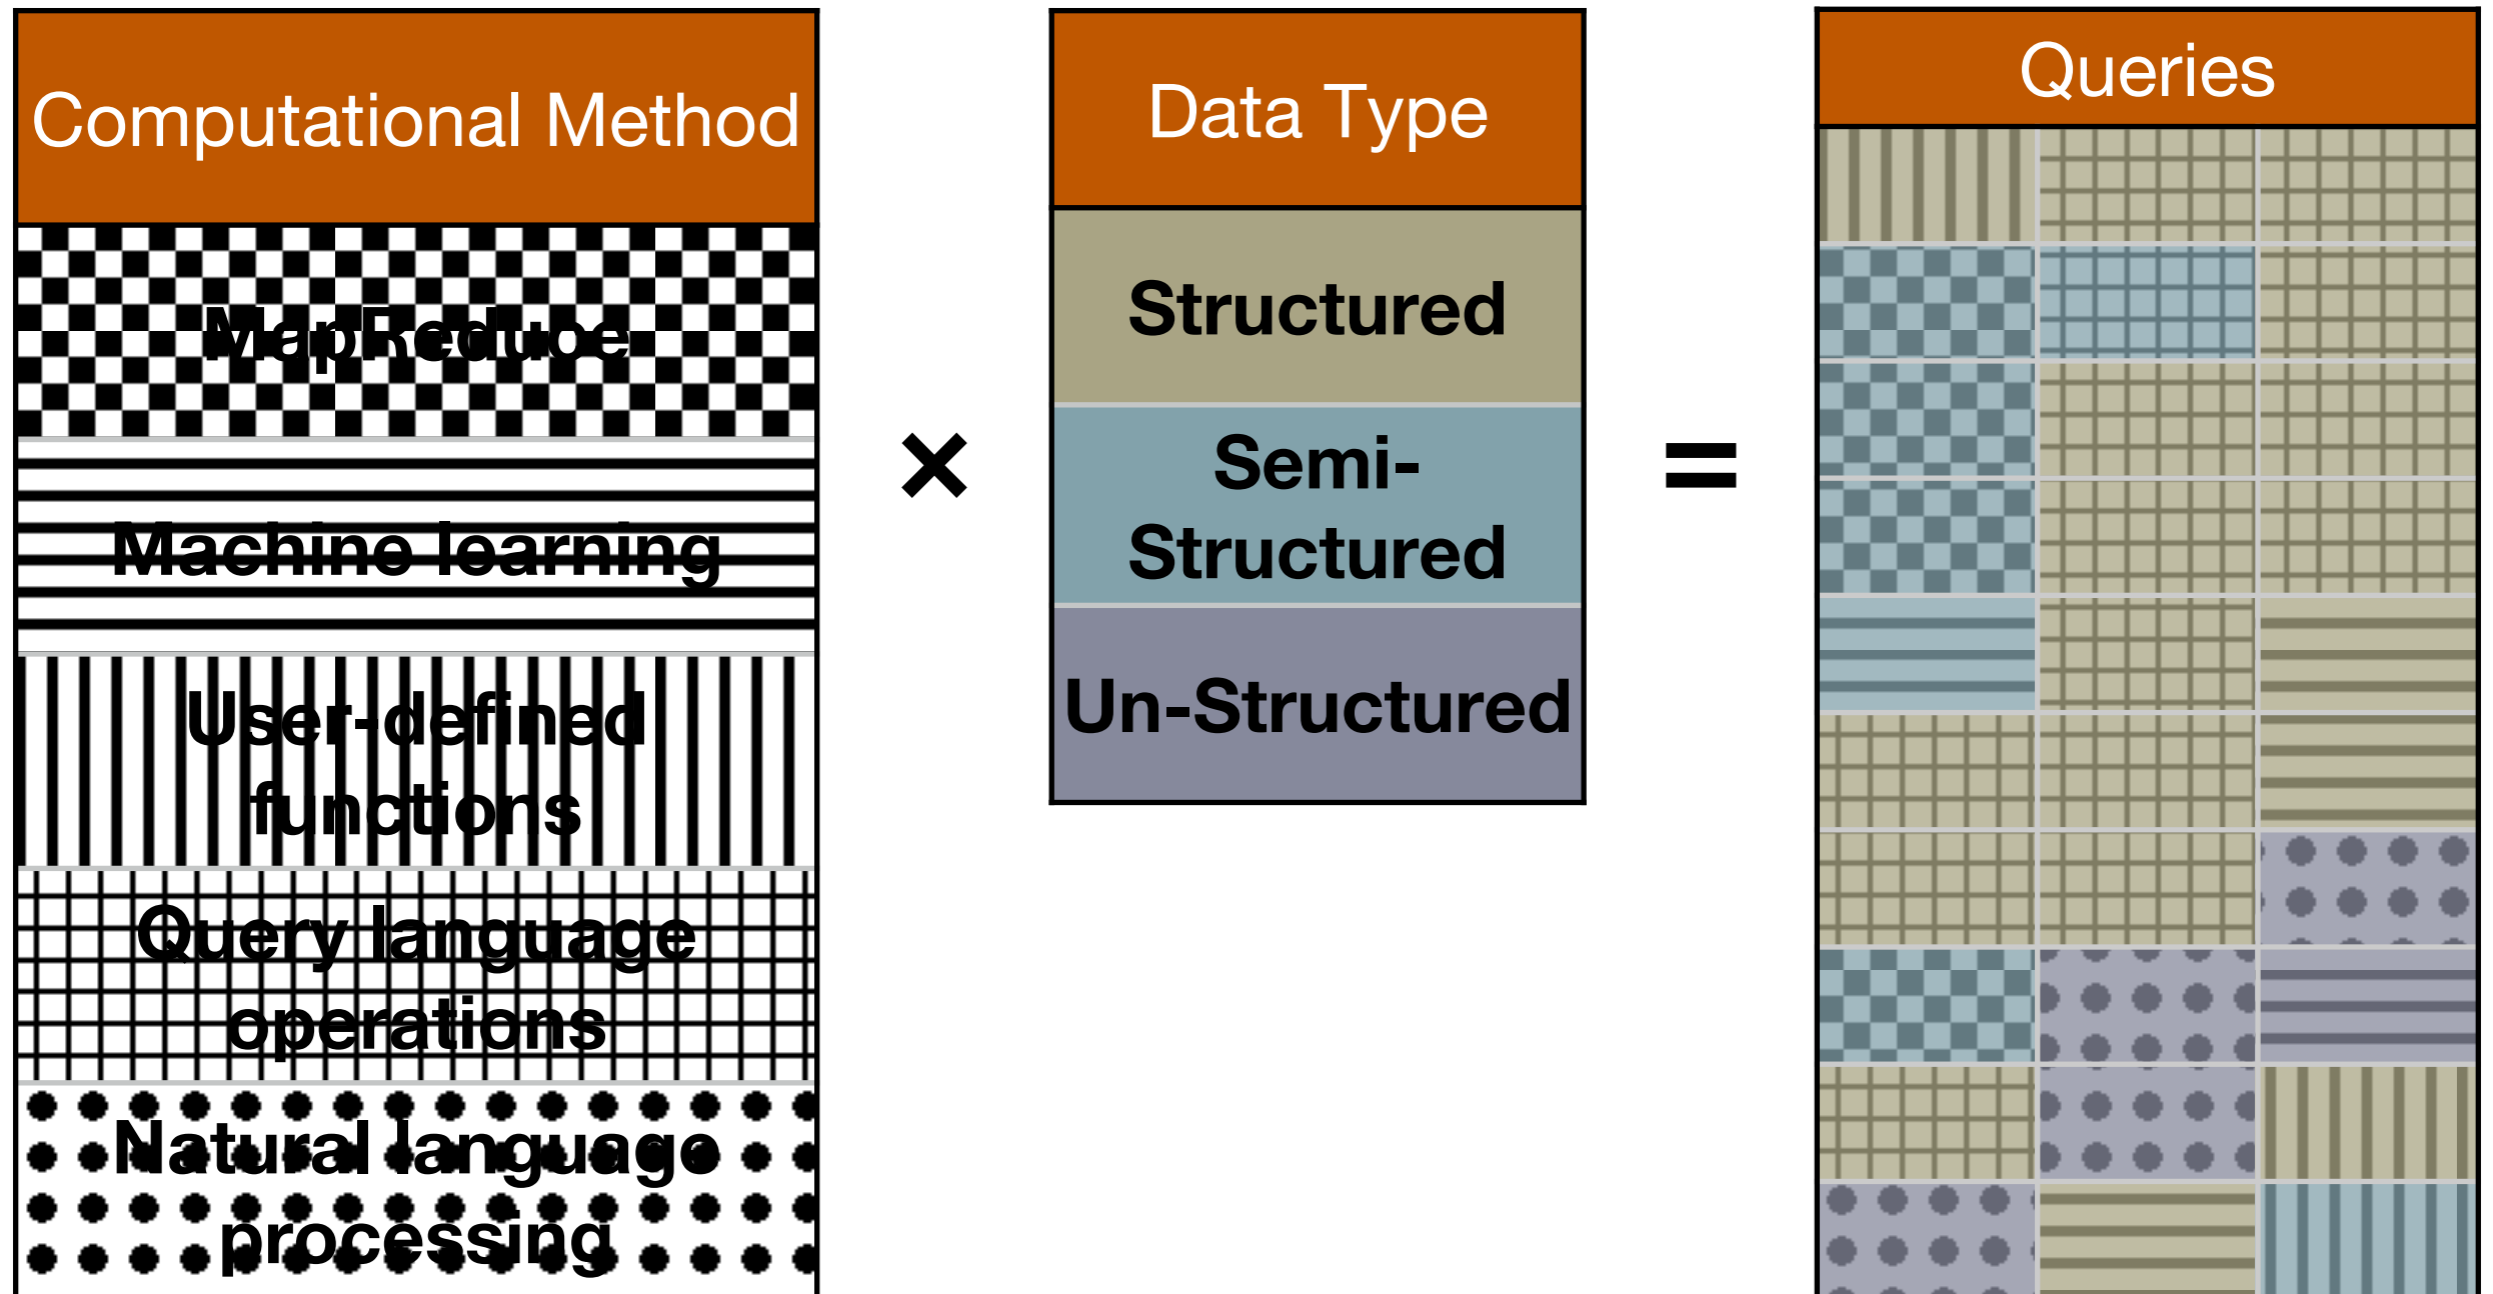 Computational Method
MapReduce
Machine learning
User-defined
functions
Query language
operations
Natural language
processing
×
Data Type
Structured
Semi-
Structured
Un-Structured
=
Queries